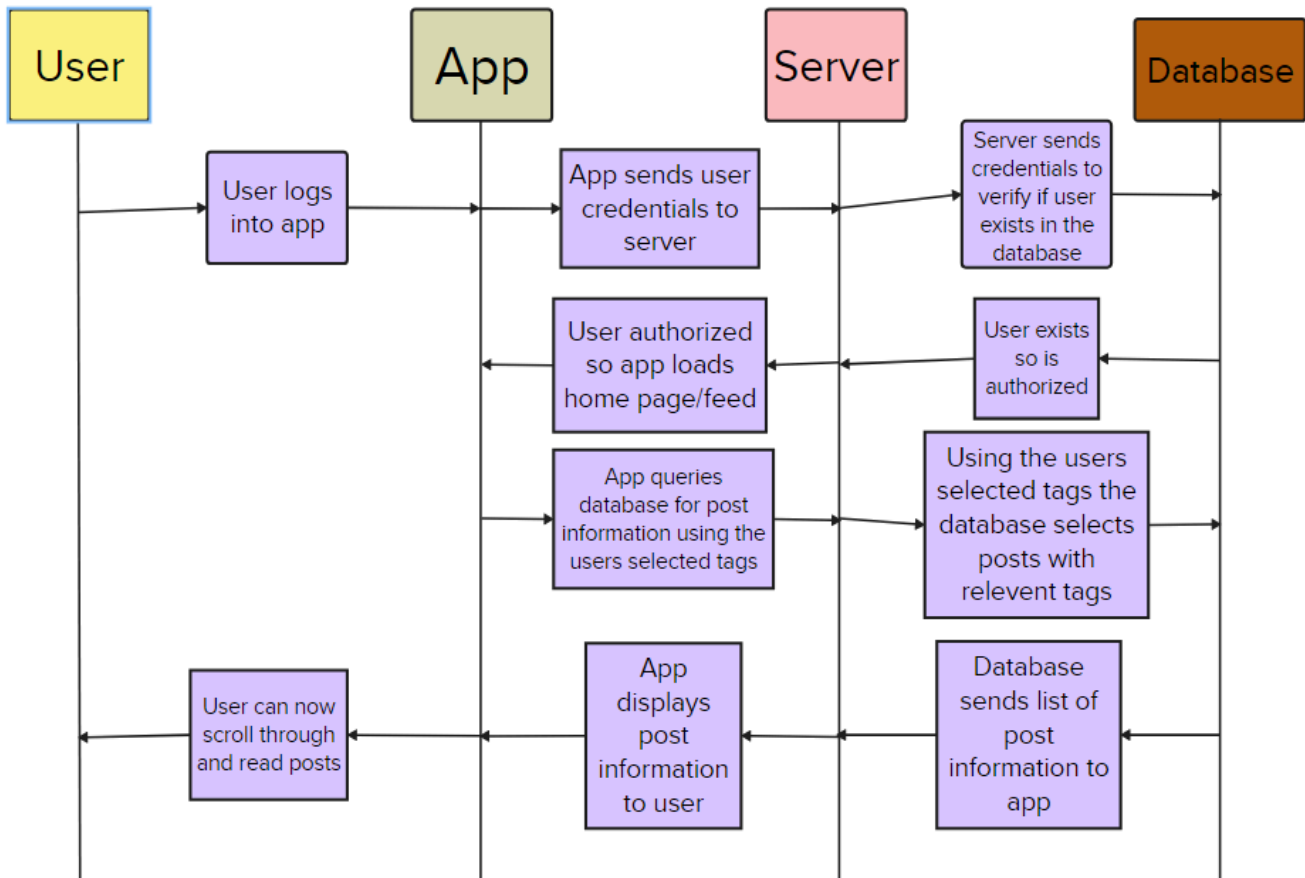 User
App
Server
Database
User logs
into app
App sends user
credentials to
server
Server sends
credentials to
verify if user
exists in the
database
User authorized
so app loads
home page/feed
User exists
so is
authorized
App queries
database for post
information using the
users selected tags
Using the users
selected tags the
database selects
posts with
relevent tags
User can now
scroll through
and read posts
App
displays
post
information
to user
Database
sends list of
post
information to
app